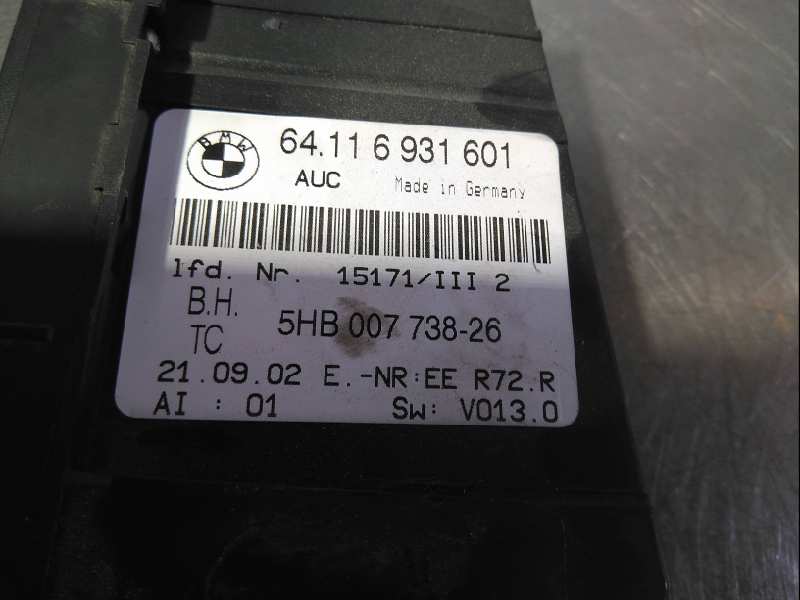 BMW
64.11 6 931 601
AUC Made in Germany
lfd. Nr. 15171/III 2
B.H.
TC 5HB 007 738-26
21.09.02 E.-NR:EE R72.R
AI : 01 Sw: V013.0